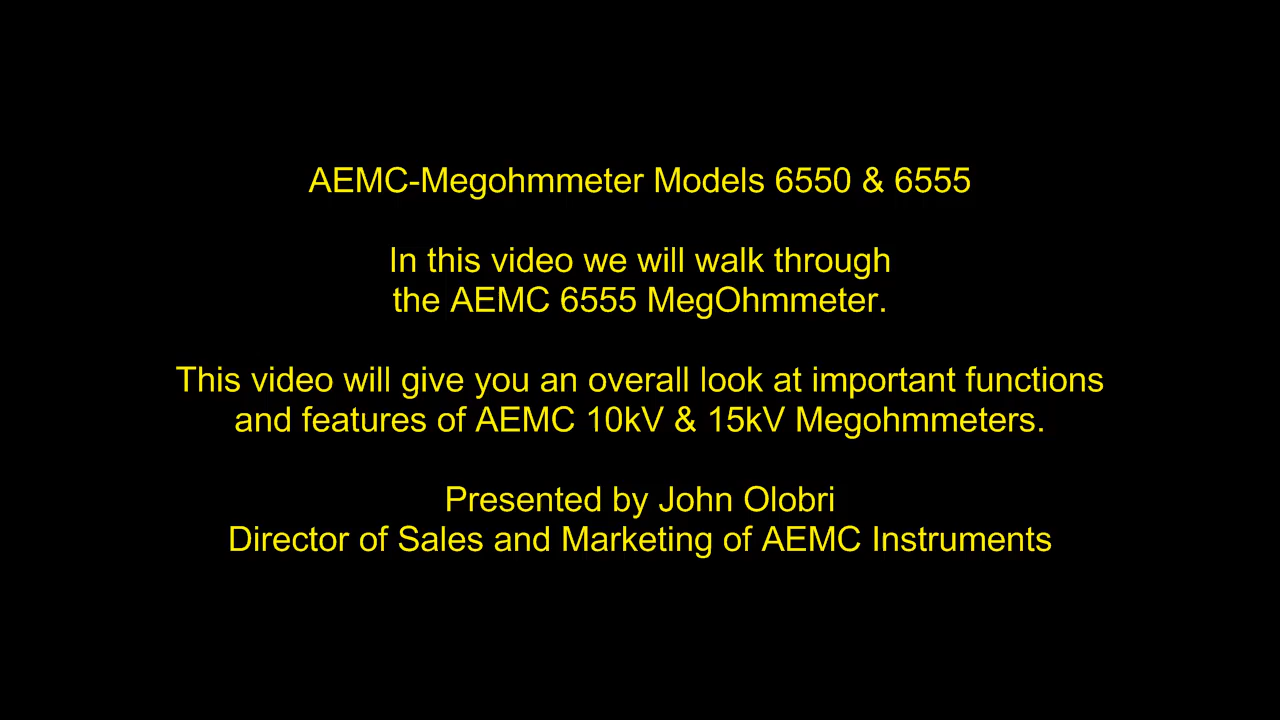 AEMC-Megohmmeter Models 6550 & 6555
In this video we will walk through
the AEMC 6555 MegOhmmeter.
This video will give you an overall look at important functions
and features of AEMC 10kV & 15kV Megohmmeters.
Presented by John Olobri
Director of Sales and Marketing of AEMC Instruments